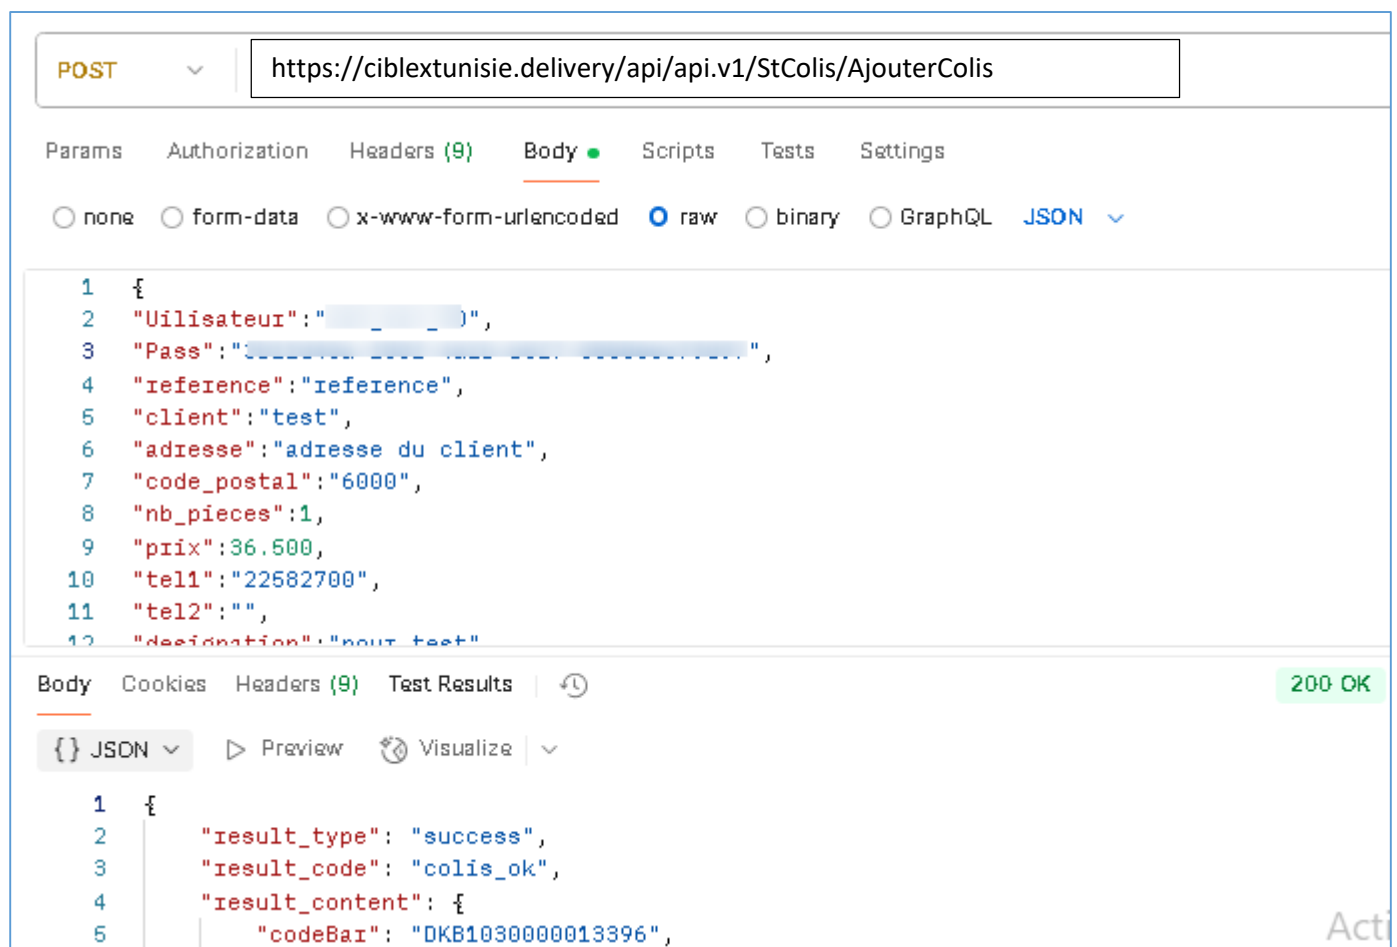 POST
https://ciblextunisie.delivery/api/api.v1/StColis/AjouterColis
Params Authorization Headers (9) Body Scripts Tests Settings
none form-data x-www-form-urlencoded raw binary GraphQL JSON
1 {
2 "Uilisateur":"
3 "Pass":"
4 "reference":"reference",
5 "client":"test",
6 "adresse":"adresse du client",
7 "code_postal":"6000",
8 "nb_pieces":1,
9 "prix":36.500,
10 "tel1":"22582700",
11 "tel2":"",
12 "designation":"pour test"
Body Cookies Headers (9) Test Results 200 OK
{} JSON Preview Visualize
1 {
2 "result_type": "success",
3 "result_code": "colis_ok",
4 "result_content": {
5 "codeBar": "DKB1030000013396",